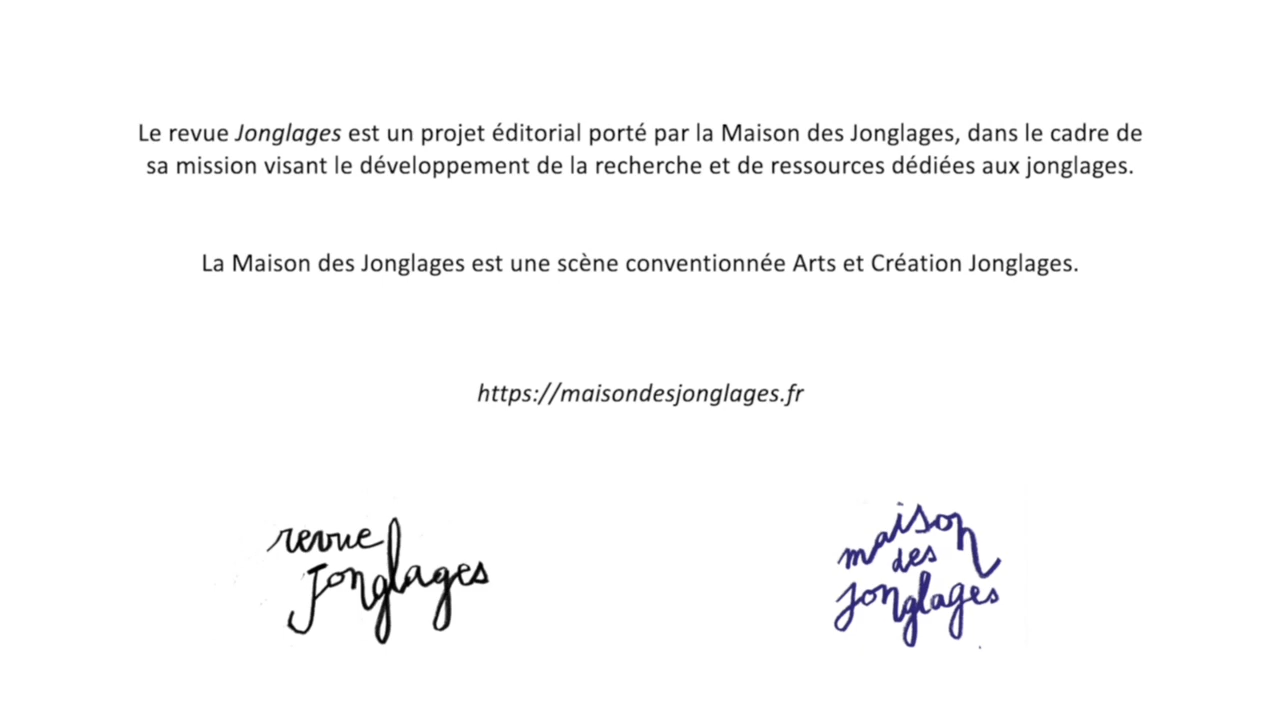 Le revue Jonglages est un projet éditorial porté par la Maison des Jonglages, dans le cadre de
sa mission visant le développement de la recherche et de ressources dédiées aux jonglages.
La Maison des Jonglages est une scène conventionnée Arts et Création Jonglages.
https://maisondesjonglages.fr
revue
Jonglages
maison
des
jonglages